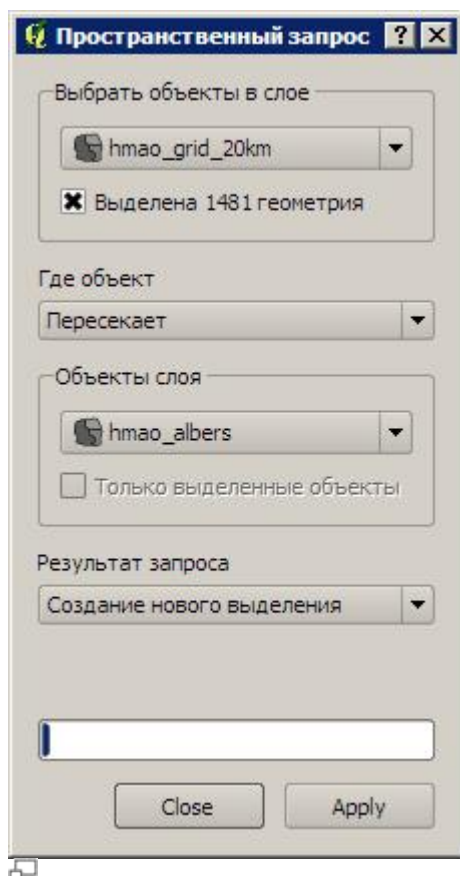 Пространственный запрос
Выбрать объекты в слое
hmao_grid_20km
Выделена 1481 геометрия
Где объект
Пересекает
Объекты слоя
hmao_albers
Только выделенные объекты
Результат запроса
Создание нового выделения
Close Apply